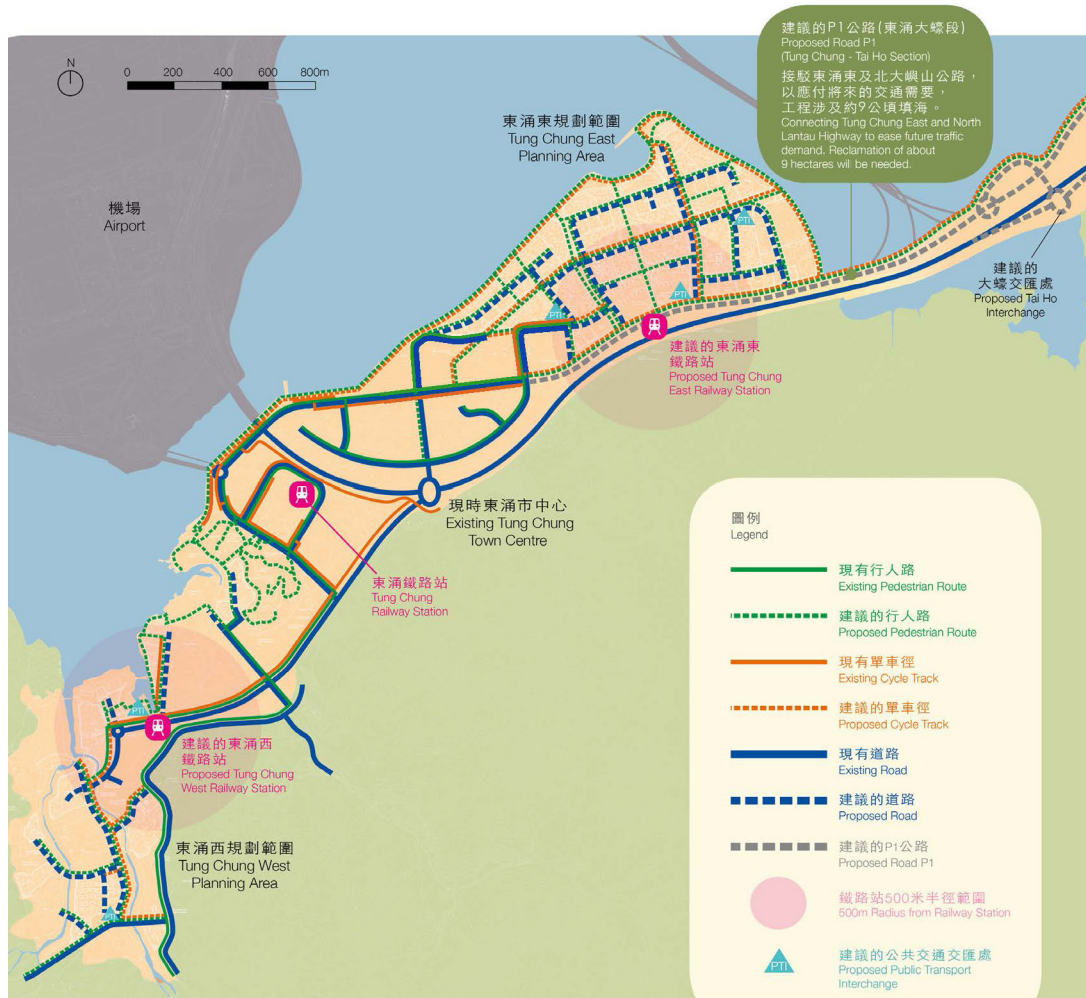 建議的P1公路(東涌大蠔段)
Proposed Road P1
(Tung Chung - Tai Ho Section)
接駁東涌東及北大嶼山公路，
以應付將來的交通需要，
工程涉及約9公頃填海。
Connecting Tung Chung East and North
Lantau Highway to ease future traffic
demand. Reclamation of about
9 hectares will be needed.
N
0 200 400 600 800m
東涌東規劃範圍
Tung Chung East
Planning Area
機場
Airport
PTI
PTI
PTI
建議的
大蠔交匯處
Proposed Tai Ho
Interchange
建議的東涌東
鐵路站
Proposed Tung Chung
East Railway Station
現時東涌市中心
Existing Tung Chung
Town Centre
東涌鐵路站
Tung Chung
Railway Station
PTI
建議的東涌西
鐵路站
Proposed Tung Chung
West Railway Station
東涌西規劃範圍
Tung Chung West
Planning Area
PTI
圖例
Legend
現有行人路
Existing Pedestrian Route
建議的行人路
Proposed Pedestrian Route
現有單車徑
Existing Cycle Track
建議的單車徑
Proposed Cycle Track
現有道路
Existing Road
建議的道路
Proposed Road
建議的P1公路
Proposed Road P1
鐵路站500米半徑範圍
500m Radius from Railway Station
PTI
建議的公共交通交匯處
Proposed Public Transport
Interchange